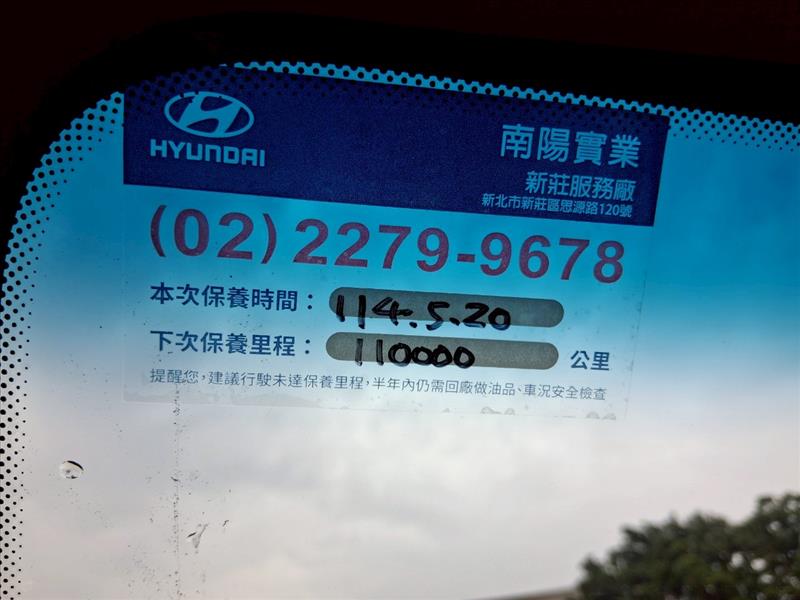 HYUNDAI
南陽實業
新莊服務廠
新北市新莊區思源路120號
(02)2279-9678
本次保養時間：114.5.20
下次保養里程：110000 公里
提醒您，建議行駛未達保養里程，半年內仍需回廠做油品、車況安全檢查